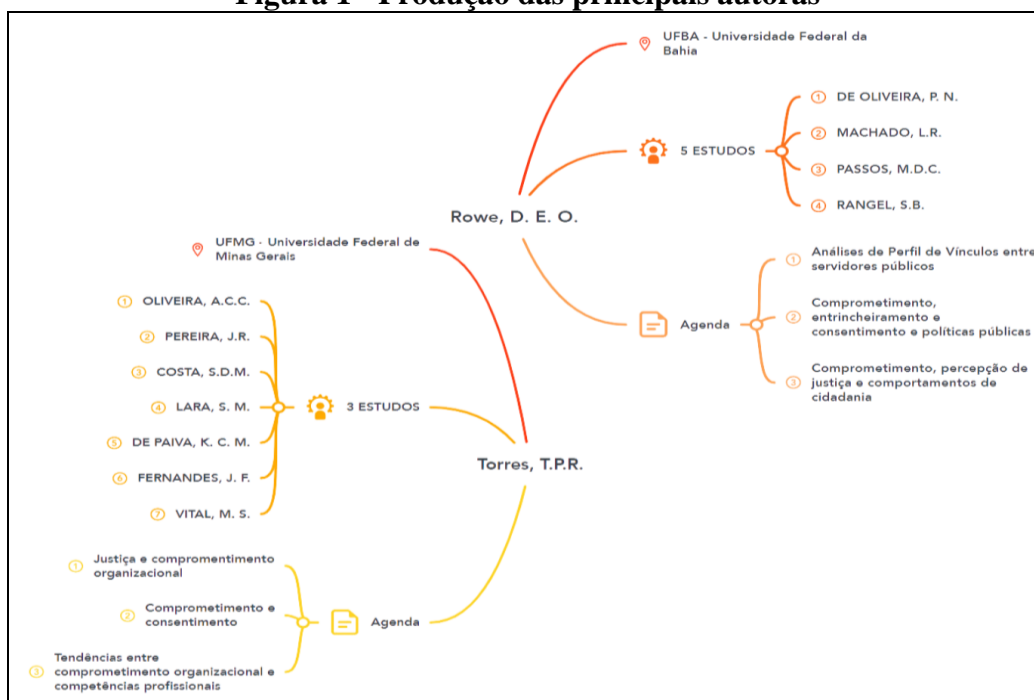 Figura 1 - Produção das principais autoras
UFBA - Universidade Federal da
Bahia
5 ESTUDOS
1 DE OLIVEIRA, P. N.
2 MACHADO, L.R.
3 PASSOS, M.D.C.
4 RANGEL, S.B.
Rowe, D. E. O.
Agenda
1 Análises de Perfil de Vínculos entre
servidores públicos
2 Comprometimento,
entrincheiramento e
consentimento e políticas públicas
3 Comprometimento, percepção de
justiça e comportamentos de
cidadania
UFMG - Universidade Federal de
Minas Gerais
1 OLIVEIRA, A.C.C.
2 PEREIRA, J.R.
3 COSTA, S.D.M.
4 LARA, S. M.
5 DE PAIVA, K. C. M.
6 FERNANDES, J. F.
7 VITAL, M. S.
3 ESTUDOS
Torres, T.P.R.
1 Justiça e compromentimento
organizacional
2 Comprometimento e
consentimento
3 Tendências entre
comprometimento organizacional e
competências profissionais
Agenda